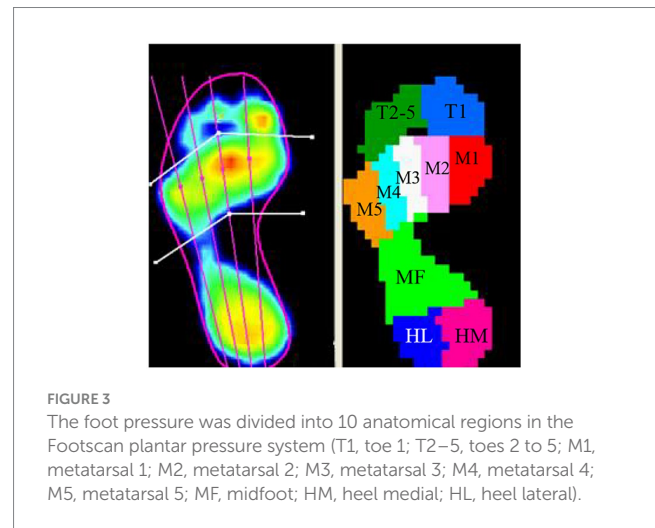 T2-5 T1
M1
M2
M3
M4
M5
MF
HL HM
FIGURE 3
The foot pressure was divided into 10 anatomical regions in the
Footscan plantar pressure system (T1, toe 1; T2–5, toes 2 to 5; M1,
metatarsal 1; M2, metatarsal 2; M3, metatarsal 3; M4, metatarsal 4;
M5, metatarsal 5; MF, midfoot; HM, heel medial; HL, heel lateral).